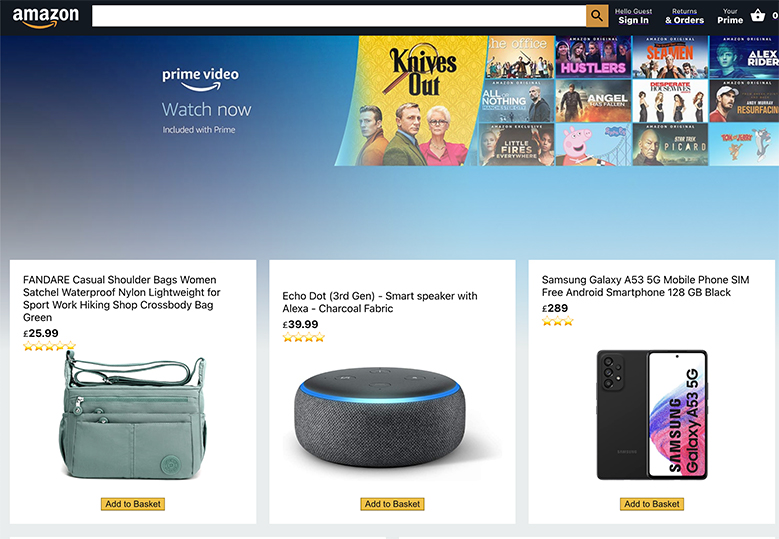 amazon
Hello Guest
Sign In
Returns
& Orders
Your
Prime
0
prime video
Watch now
Included with Prime
Knives
Out
the office
AMAZON ORIGINAL
HUSTLERS
AMAZON ORIGINAL
SEAMEN
AMAZON ORIGINAL
ALEX
RIDER
ALL
NOTHING
ANGEL
HAS FALLEN
DESPERATE
HOUSEWIVES
ANDY MURRAY
RESURFACIN
AMAZON EXCLUSIVE
LITTLE
FIRES
EVERYWHERE
Peppa Pig
AMAZON ORIGINAL
STAR TREK
PICARD
TOM AND JERRY
FANDARE Casual Shoulder Bags Women
Satchel Waterproof Nylon Lightweight for
Sport Work Hiking Shop Crossbody Bag
Green
£25.99
Add to Basket
Echo Dot (3rd Gen) - Smart speaker with
Alexa - Charcoal Fabric
£39.99
Add to Basket
Samsung Galaxy A53 5G Mobile Phone SIM
Free Android Smartphone 128 GB Black
£289
SAMSUNG
Galaxy A53 5G
Add to Basket